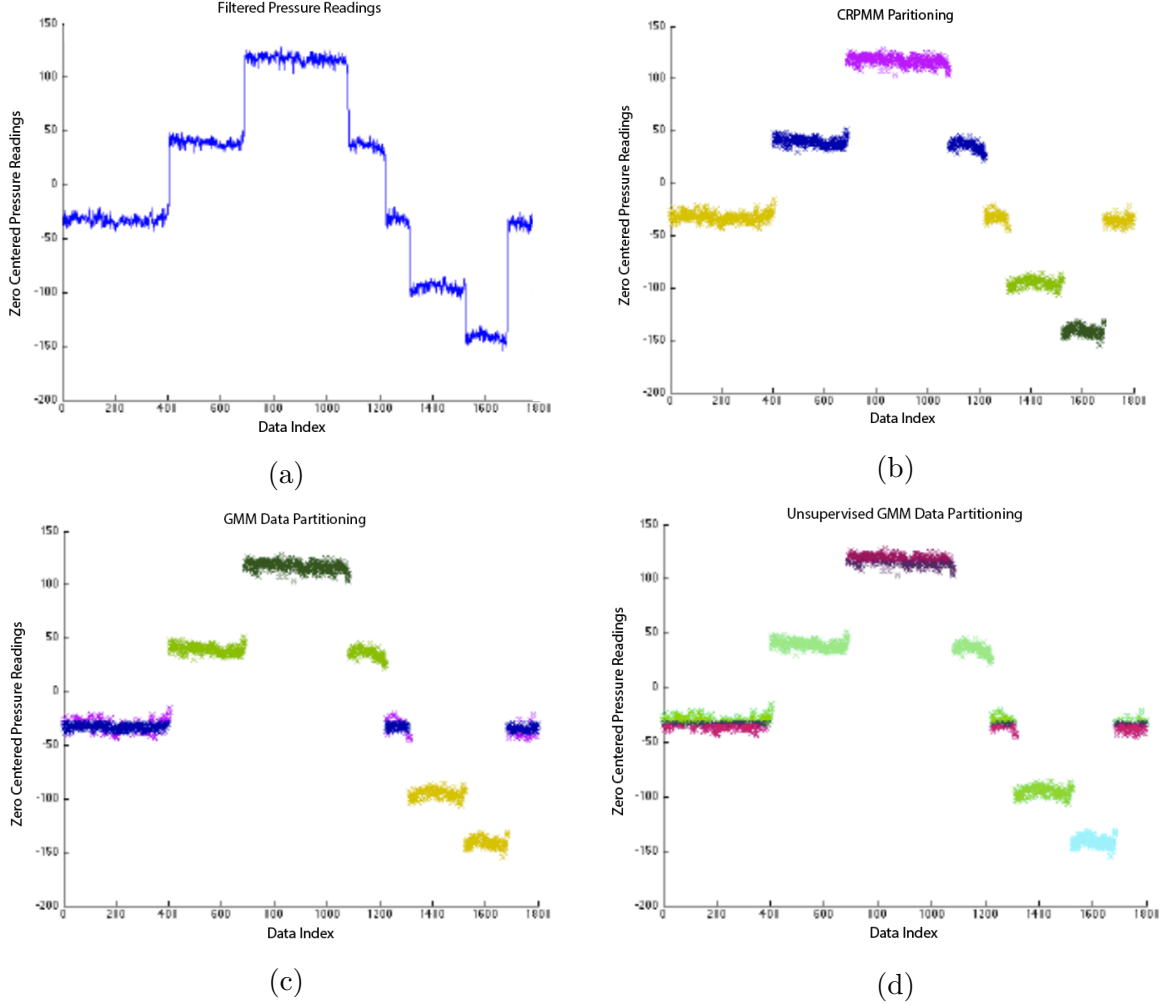 Filtered Pressure Readings
Zero Centered Pressure Readings
150
100
50
0
-50
-100
-150
-200
0 200 400 600 800 1000 1200 1400 1600 1800
Data Index
(a)
CRPMM Paritioning
Zero Centered Pressure Readings
150
100
50
0
-50
-100
-150
-200
0 200 400 600 800 1000 1200 1400 1600 1800
Data Index
(b)
GMM Data Partitioning
Zero Centered Pressure Readings
150
100
50
0
-50
-100
-150
-200
0 200 400 600 800 1000 1200 1400 1600 1800
Data Index
(c)
Unsupervised GMM Data Partitioning
Zero Centered Pressure Readings
150
100
50
0
-50
-100
-150
-200
0 200 400 600 800 1000 1200 1400 1600 1800
Data Index
(d)